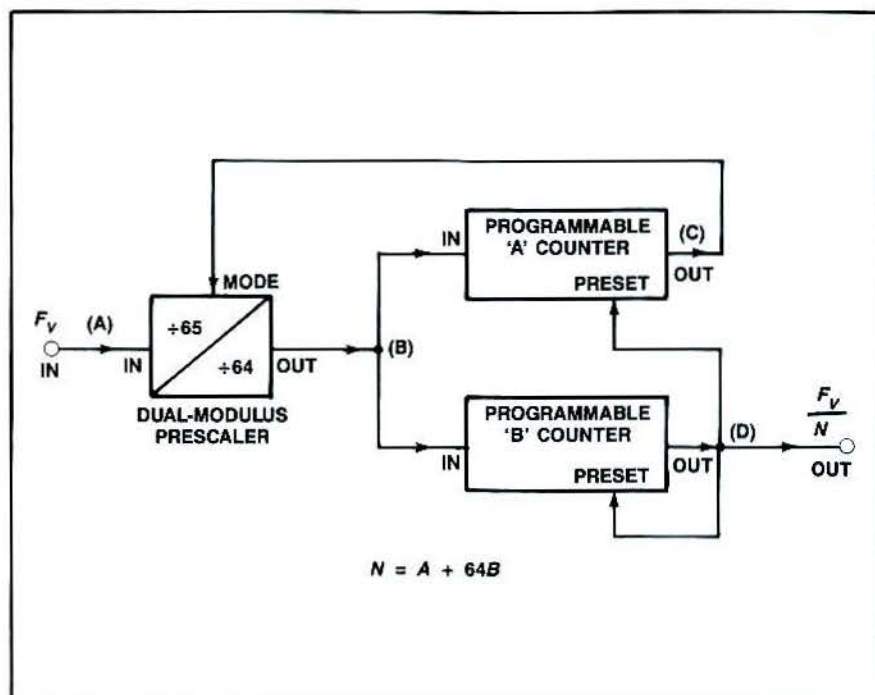 PROGRAMMABLE
'A' COUNTER
IN
(C)
OUT
PRESET
MODE
F_V
(A)
IN
IN
÷65
÷64
OUT
(B)
DUAL-MODULUS
PRESCALER
PROGRAMMABLE
'B' COUNTER
IN
OUT
PRESET
(D)
F_V
N
OUT
N = A + 64B